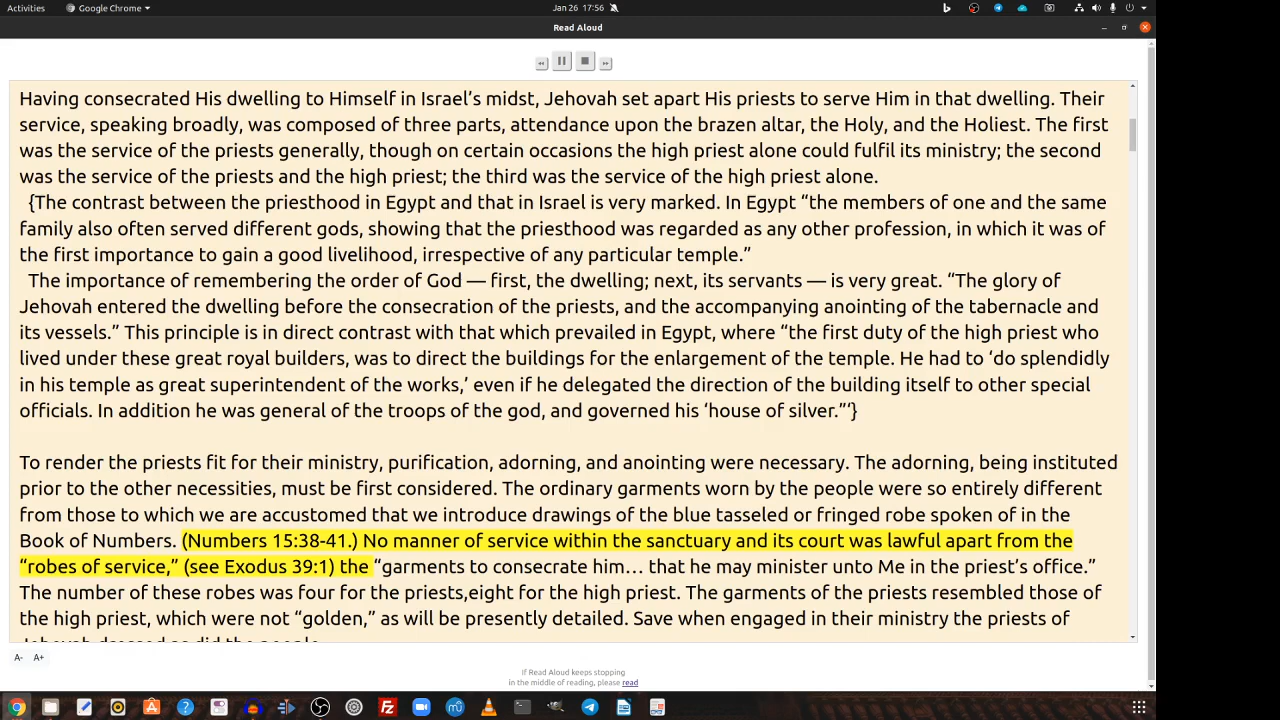 Activities
Google Chrome
Jan 26 17:56
Read Aloud
Having consecrated His dwelling to Himself in Israel’s midst, Jehovah set apart His priests to serve Him in that dwelling. Their
service, speaking broadly, was composed of three parts, attendance upon the brazen altar, the Holy, and the Holiest. The first
was the service of the priests generally, though on certain occasions the high priest alone could fulfil its ministry; the second
was the service of the priests and the high priest; the third was the service of the high priest alone.
{The contrast between the priesthood in Egypt and that in Israel is very marked. In Egypt “the members of one and the same
family also often served different gods, showing that the priesthood was regarded as any other profession, in which it was of
the first importance to gain a good livelihood, irrespective of any particular temple.”
The importance of remembering the order of God — first, the dwelling; next, its servants — is very great. “The glory of
Jehovah entered the dwelling before the consecration of the priests, and the accompanying anointing of the tabernacle and
its vessels.” This principle is in direct contrast with that which prevailed in Egypt, where “the first duty of the high priest who
lived under these great royal builders, was to direct the buildings for the enlargement of the temple. He had to ‘do splendidly
in his temple as great superintendent of the works,’ even if he delegated the direction of the building itself to other special
officials. In addition he was general of the troops of the god, and governed his ‘house of silver.”‘}
To render the priests fit for their ministry, purification, adorning, and anointing were necessary. The adorning, being instituted
prior to the other necessities, must be first considered. The ordinary garments worn by the people were so entirely different
from those to which we are accustomed that we introduce drawings of the blue tasseled or fringed robe spoken of in the
Book of Numbers. (Numbers 15:38-41.) No manner of service within the sanctuary and its court was lawful apart from the
“robes of service,” (see Exodus 39:1) the “garments to consecrate him… that he may minister unto Me in the priest’s office.”
The number of these robes was four for the priests,eight for the high priest. The garments of the priests resembled those of
the high priest, which were not “golden,” as will be presently detailed. Save when engaged in their ministry the priests of
Jehovah dressed as did the people
A- A+
If Read Aloud keeps stopping
in the middle of reading, please read